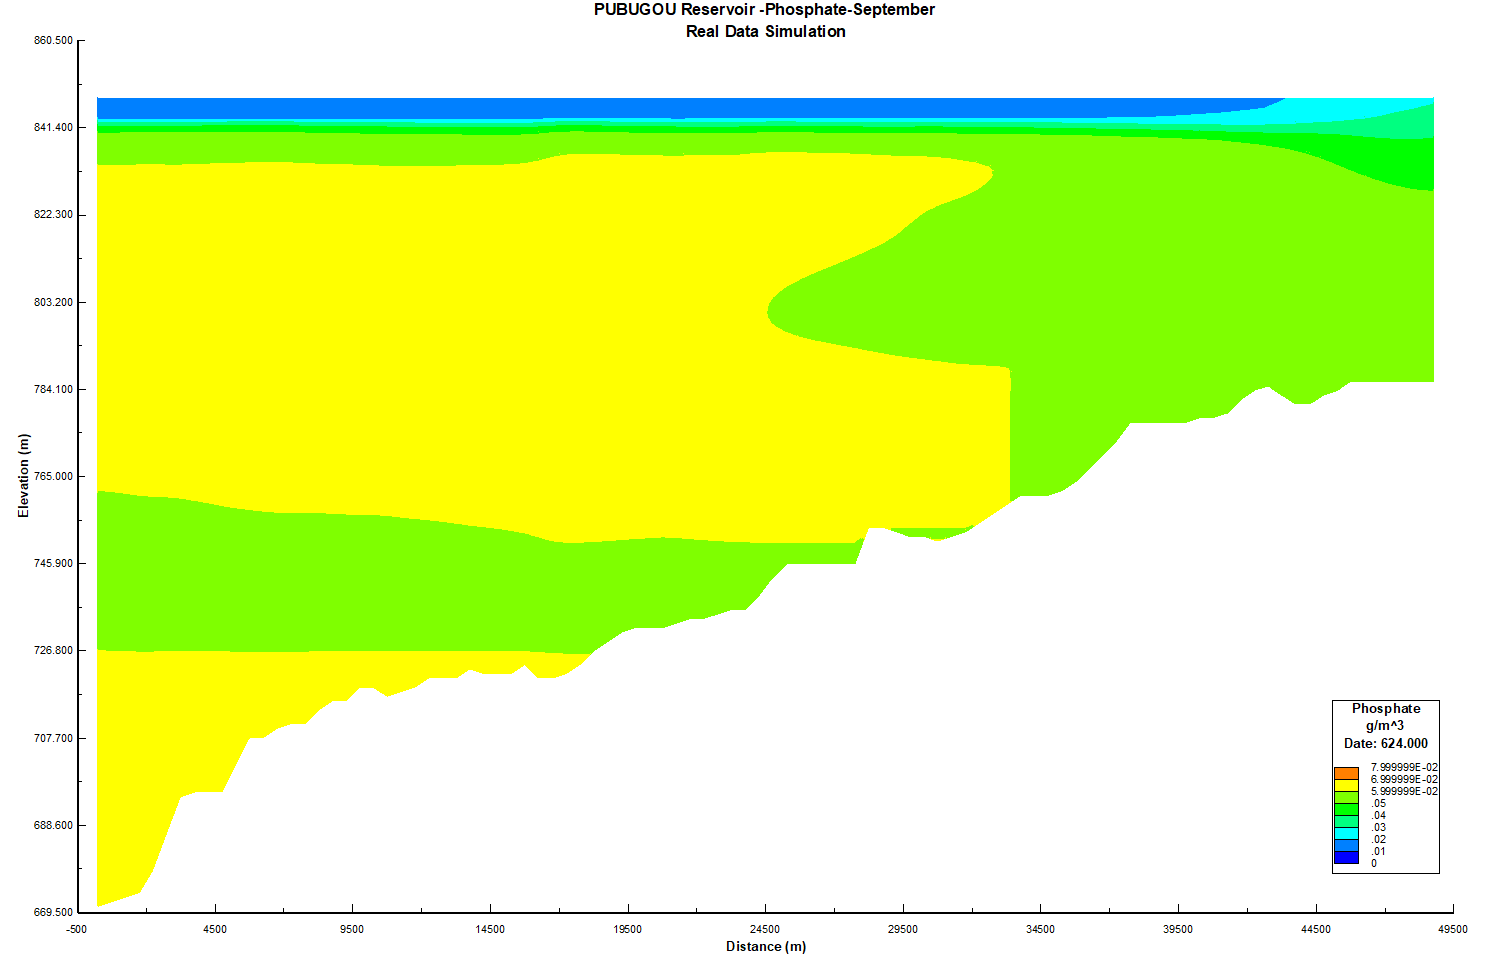 PUBUGOU Reservoir -Phosphate-September
Real Data Simulation
860.500
841.400
822.300
803.200
784.100
765.000
745.900
726.800
707.700
688.600
669.500
Elevation (m)
-500 4500 9500 14500 19500 24500 29500 34500 39500 44500 49500
Distance (m)
Phosphate
g/m^3
Date: 624.000
7.999999E-02
6.999999E-02
5.999999E-02
.05
.04
.03
.02
.01
0